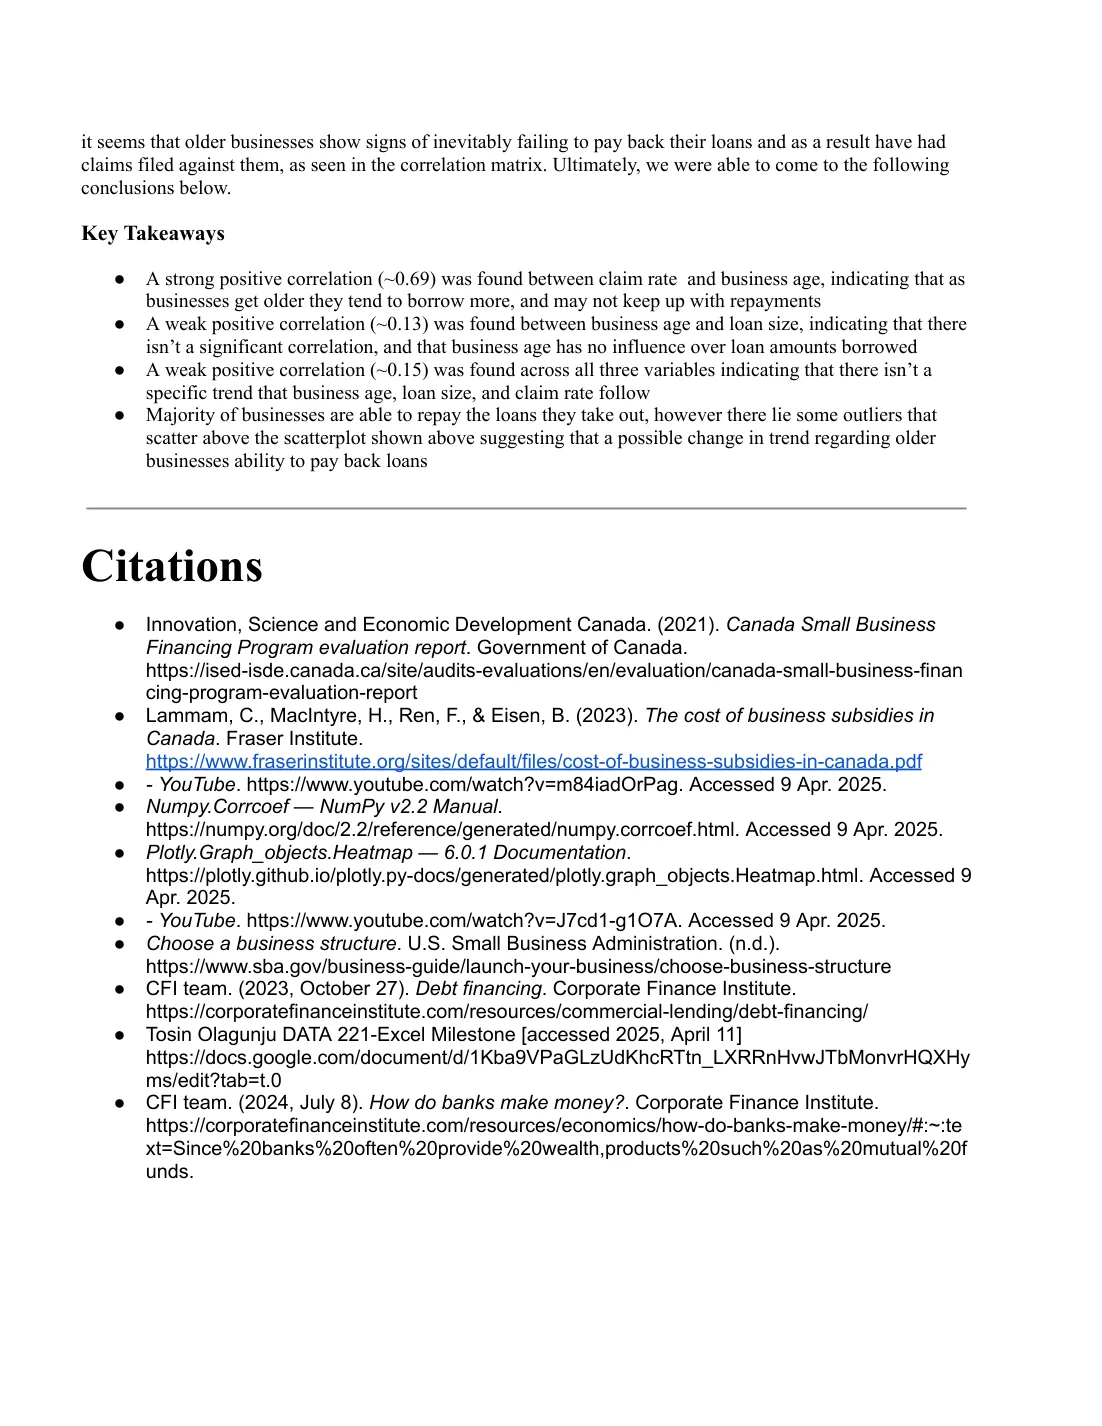 it seems that older businesses show signs of inevitably failing to pay back their loans and as a result have had
claims filed against them, as seen in the correlation matrix. Ultimately, we were able to come to the following
conclusions below.
Key Takeaways
● A strong positive correlation (~0.69) was found between claim rate  and business age, indicating that as
businesses get older they tend to borrow more, and may not keep up with repayments
● A weak positive correlation (~0.13) was found between business age and loan size, indicating that there
isn’t a significant correlation, and that business age has no influence over loan amounts borrowed
● A weak positive correlation (~0.15) was found across all three variables indicating that there isn’t a
specific trend that business age, loan size, and claim rate follow
● Majority of businesses are able to repay the loans they take out, however there lie some outliers that
scatter above the scatterplot shown above suggesting that a possible change in trend regarding older
businesses ability to pay back loans
Citations
● Innovation, Science and Economic Development Canada. (2021). Canada Small Business
Financing Program evaluation report. Government of Canada.
https://ised-isde.canada.ca/site/audits-evaluations/en/evaluation/canada-small-business-finan
cing-program-evaluation-report
● Lammam, C., MacIntyre, H., Ren, F., & Eisen, B. (2023). The cost of business subsidies in
Canada. Fraser Institute.
https://www.fraserinstitute.org/sites/default/files/cost-of-business-subsidies-in-canada.pdf
● - YouTube. https://www.youtube.com/watch?v=m84iadOrPag. Accessed 9 Apr. 2025.
● Numpy.Corrcoef — NumPy v2.2 Manual.
https://numpy.org/doc/2.2/reference/generated/numpy.corrcoef.html. Accessed 9 Apr. 2025.
● Plotly.Graph_objects.Heatmap — 6.0.1 Documentation.
https://plotly.github.io/plotly.py-docs/generated/plotly.graph_objects.Heatmap.html. Accessed 9
Apr. 2025.
● - YouTube. https://www.youtube.com/watch?v=J7cd1-g1O7A. Accessed 9 Apr. 2025.
● Choose a business structure. U.S. Small Business Administration. (n.d.).
https://www.sba.gov/business-guide/launch-your-business/choose-business-structure
● CFI team. (2023, October 27). Debt financing. Corporate Finance Institute.
https://corporatefinanceinstitute.com/resources/commercial-lending/debt-financing/
● Tosin Olagunju DATA 221-Excel Milestone [accessed 2025, April 11]
https://docs.google.com/document/d/1Kba9VPaGLzUdKhcRTtn_LXRRnHvwJTbMonvrHQXHy
ms/edit?tab=t.0
● CFI team. (2024, July 8). How do banks make money?. Corporate Finance Institute.
https://corporatefinanceinstitute.com/resources/economics/how-do-banks-make-money/#:~:te
xt=Since%20banks%20often%20provide%20wealth,products%20such%20as%20mutual%20f
unds.